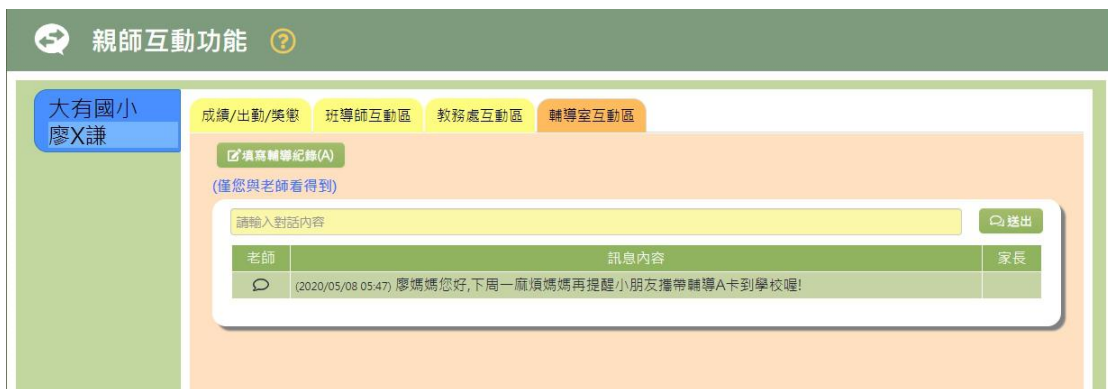 親師互動功能 ?
大有國小
廖X謙
成績/出勤/獎懲 班導師互動區 教務處互動區 輔導室互動區
填寫輔導紀錄(A)
(僅您與老師看得到)
請輸入對話內容 送出
老師 訊息內容 家長
(2020/05/08 05:47) 廖媽媽您好,下周一麻煩媽媽再提醒小朋友攜帶輔導A卡到學校喔!